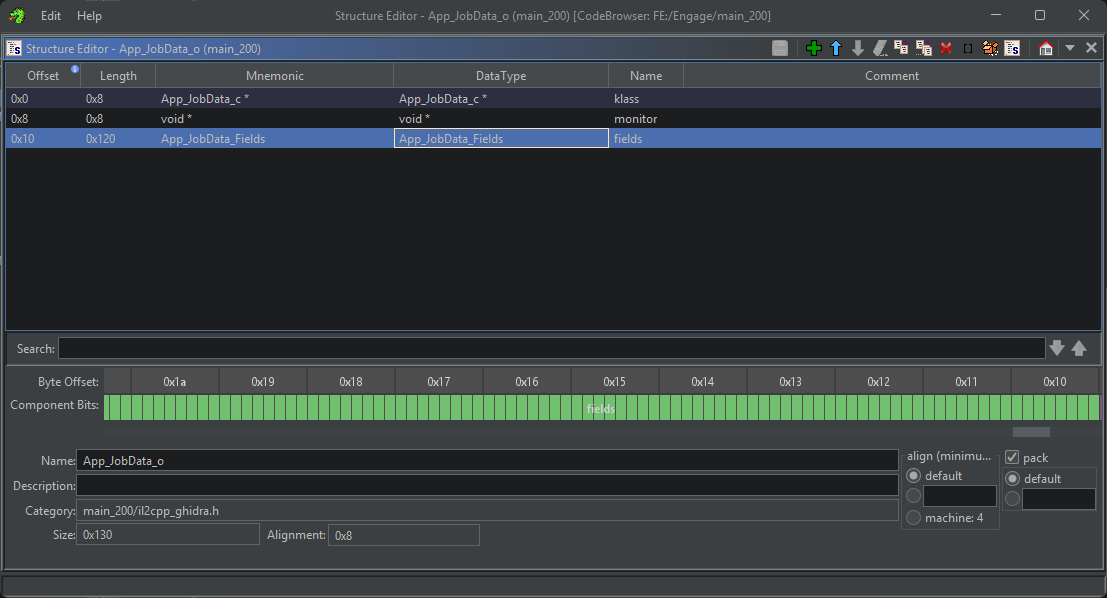 Edit Help Structure Editor - App_JobData_o (main_200) [CodeBrowser: FE:/Engage/main_200]
Structure Editor - App_JobData_o (main_200)
Offset Length Mnemonic DataType Name Comment
0x0 0x8 App_JobData_c * App_JobData_c * klass
0x8 0x8 void * void * monitor
0x10 0x120 App_JobData_Fields App_JobData_Fields fields
Search:
Byte Offset: 0x1a 0x19 0x18 0x17 0x16 0x15 0x14 0x13 0x12 0x11 0x10
Component Bits: fields
Name: App_JobData_o align (minimu... pack
Description: default default
Category: main_200/il2cpp_ghidra.h
Size: 0x130 Alignment: 0x8 machine: 4